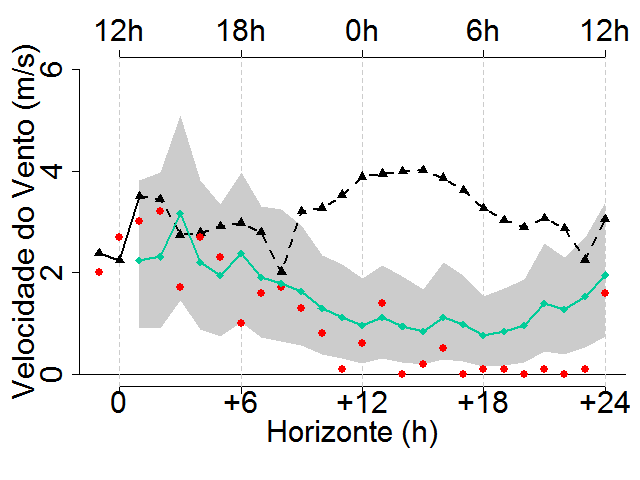 12h 18h 0h 6h 12h
Velocidade do Vento (m/s)
6
4
2
0
0 +6 +12 +18 +24
Horizonte (h)